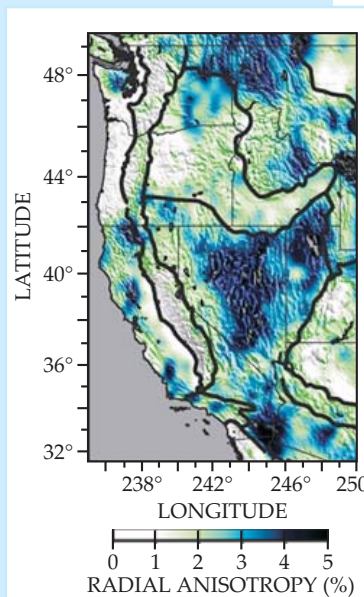 48°
44°
40°
36°
32°
LATITUDE
238° 242° 246° 250
LONGITUDE
0 1 2 3 4 5
RADIAL ANISOTROPY (%)